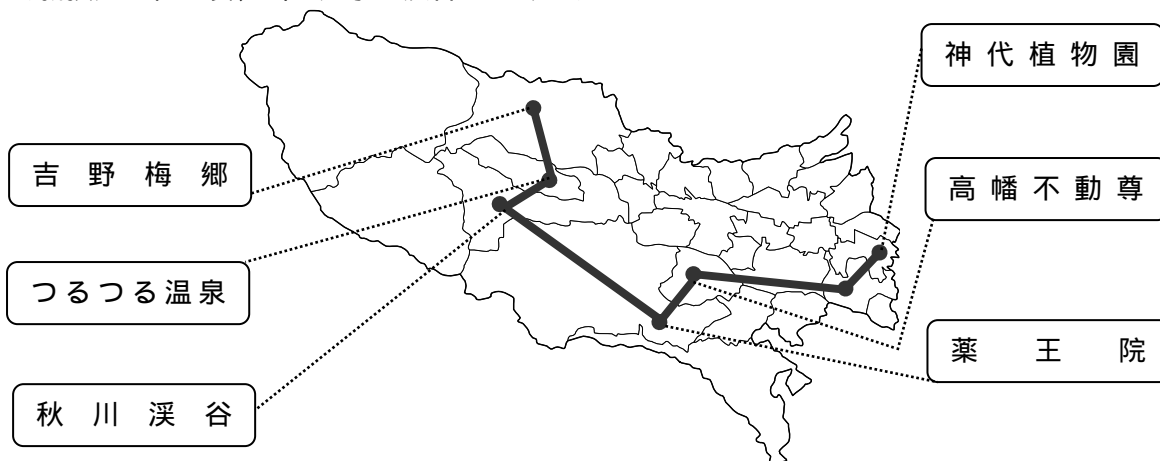 神代植物園
吉野梅郷
高幡不動尊
つるつる温泉
薬王院
秋川渓谷